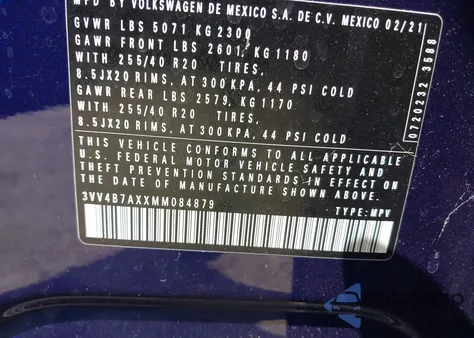 MFD BY VOLKSWAGEN DE MEXICO S.A. DE C.V. MEXICO 02/21
GVWR LBS 5071 KG 2300
GAWR FRONT LBS 2601, KG 1180
WITH 255/40 R20 TIRES,
8.5JX20 RIMS, AT 300 KPA, 44 PSI COLD
GAWR REAR LBS 2579, KG 1170
WITH 255/40 R20 TIRES,
8.5JX20 RIMS, AT 300 KPA, 44 PSI COLD
THIS VEHICLE CONFORMS TO ALL APPLICABLE
U.S. FEDERAL MOTOR VEHICLE SAFETY AND
THEFT PREVENTION STANDARDS IN EFFECT ON
THE DATE OF MANUFACTURE SHOWN ABOVE.
3VV4B7AXXMM084879
TYPE: MPV
0720232 3588